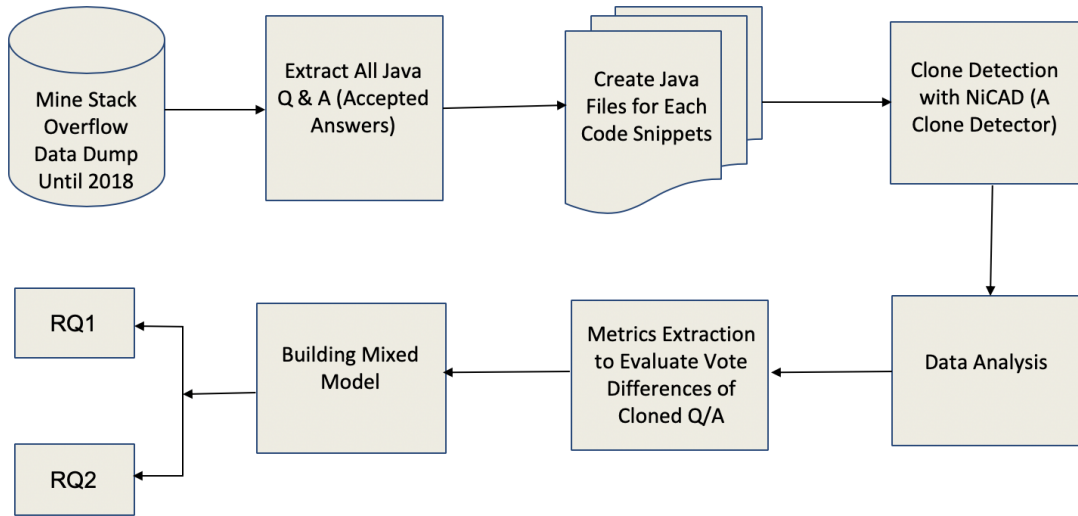 Mine Stack
Overflow
Data Dump
Until 2018
Extract All Java
Q & A (Accepted
Answers)
Create Java
Files for Each
Code Snippets
Clone Detection
with NiCAD (A
Clone Detector)
Data Analysis
Metrics Extraction
to Evaluate Vote
Differences of
Cloned Q/A
Building Mixed
Model
RQ1
RQ2